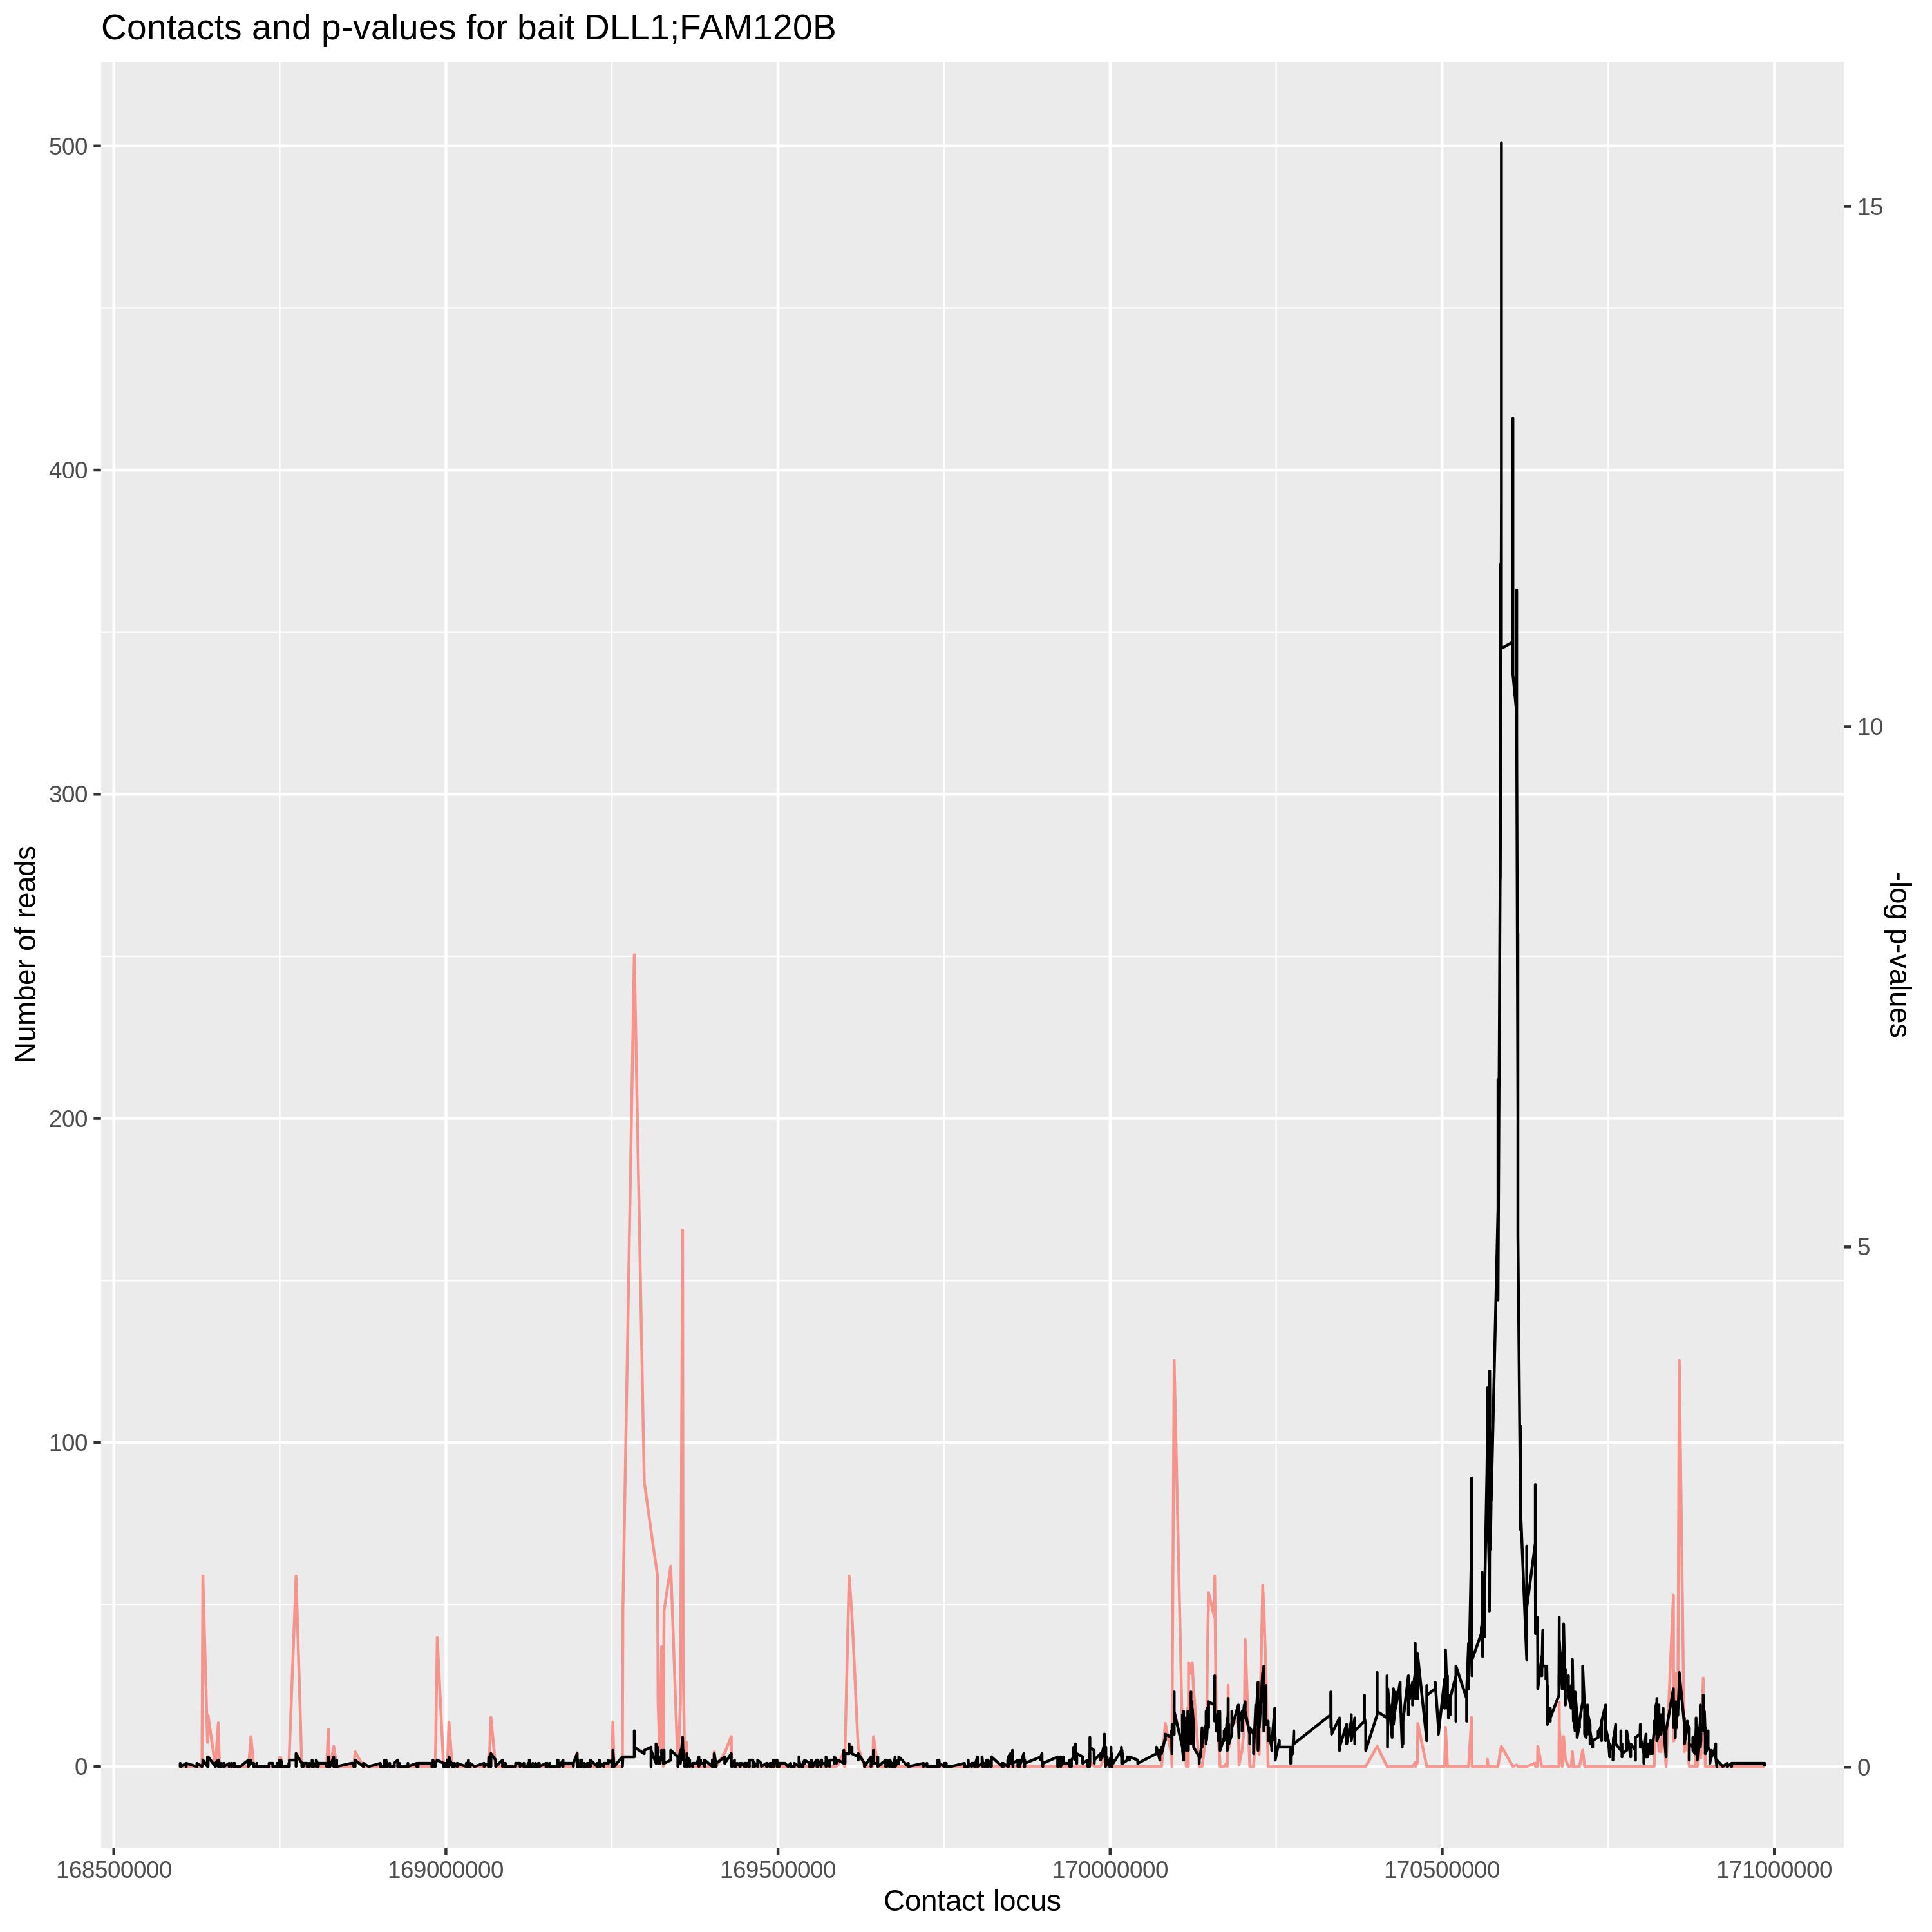 Contacts and p-values for bait DLL1;FAM120B
500
400
300
200
100
0
Number of reads
15
10
5
0
-log p-values
168500000 169000000 169500000 170000000 170500000 171000000
Contact locus